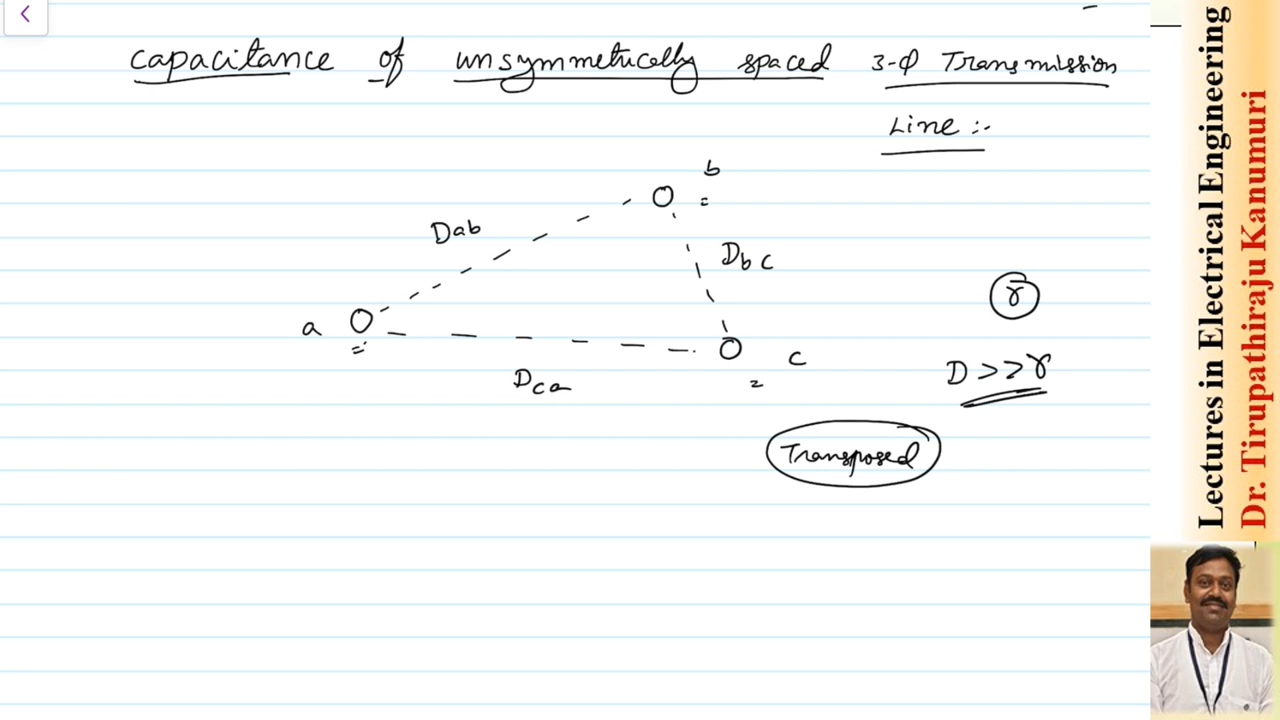 capacitance of unsymmetrically spaced 3-Φ Transmission
Line :-
b
Dab
Dbc
r
a
c
Dca
D >> r
Transposed
Lectures in Electrical Engineering
Dr. Tirupathiraju Kanumuri